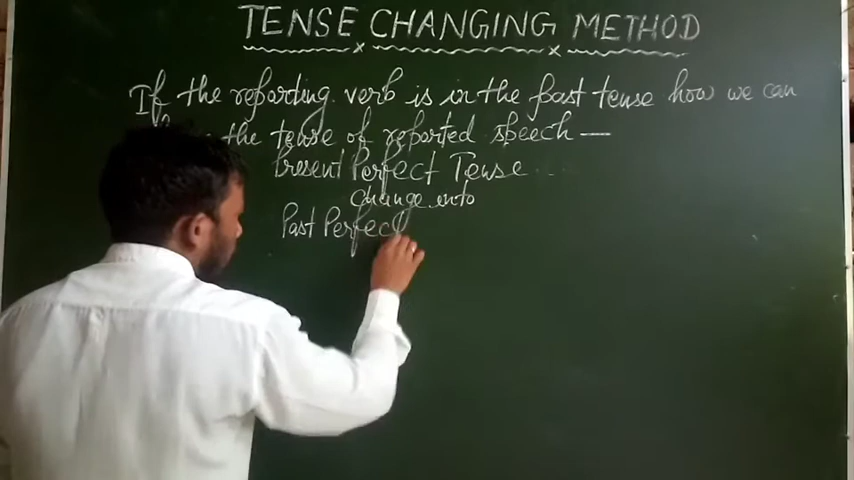 TENSE CHANGING METHOD
If the reporting verb is in the past tense how we can
the tense of reported speech —
Present Perfect Tense
change into
Past Perfect